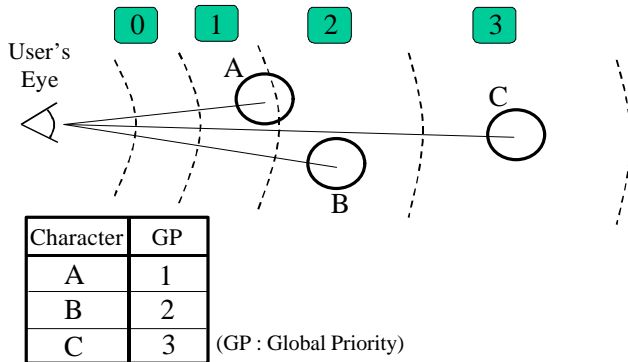 0 1 2 3
User's
Eye
A
C
B
Character GP
A 1
B 2
C 3
(GP : Global Priority)